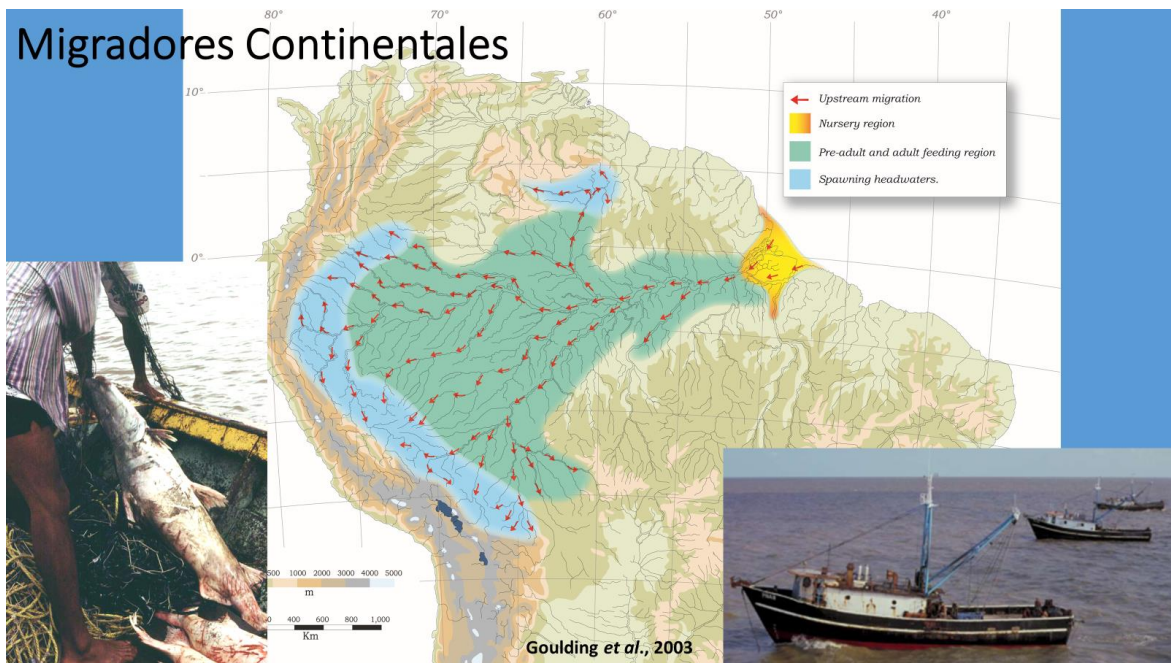 Migradores Continentales
80°
70°
60°
50°
40°
10°
0°
Upstream migration
Nursery region
Pre-adult and adult feeding region
Spawning headwaters.
500 1000 2000 3000 4000 5000
m
400 600 800 1,000
Km
Goulding et al., 2003